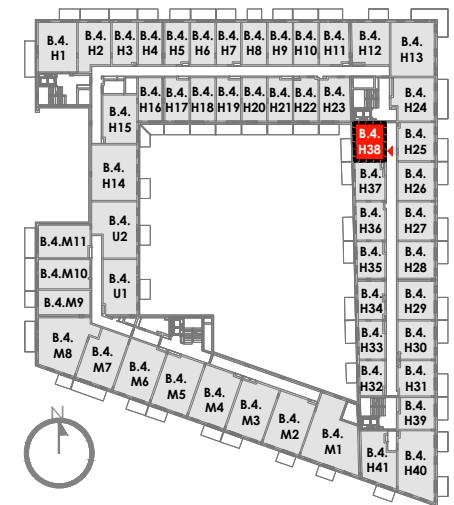 B.4. H1
B.4. H2
B.4. H3
B.4. H4
B.4. H5
B.4. H6
B.4. H7
B.4. H8
B.4. H9
B.4. H10
B.4. H11
B.4. H12
B.4. H13
B.4. H15
B.4. H16
B.4. H17
B.4. H18
B.4. H19
B.4. H20
B.4. H21
B.4. H22
B.4. H23
B.4. H24
B.4. H38
B.4. H25
B.4. H14
B.4. H37
B.4. H26
B.4. U2
B.4. H36
B.4. H27
B.4.M11
B.4. H35
B.4. H28
B.4.M10
B.4. U1
B.4.M9
B.4. H34
B.4. H29
B.4. M8
B.4. M7
B.4. M6
B.4. M5
B.4. M4
B.4. M3
B.4. M2
B.4. M1
B.4. H33
B.4. H30
B.4. H32
B.4. H31
B.4. H39
B.4. H41
B.4. H40
N